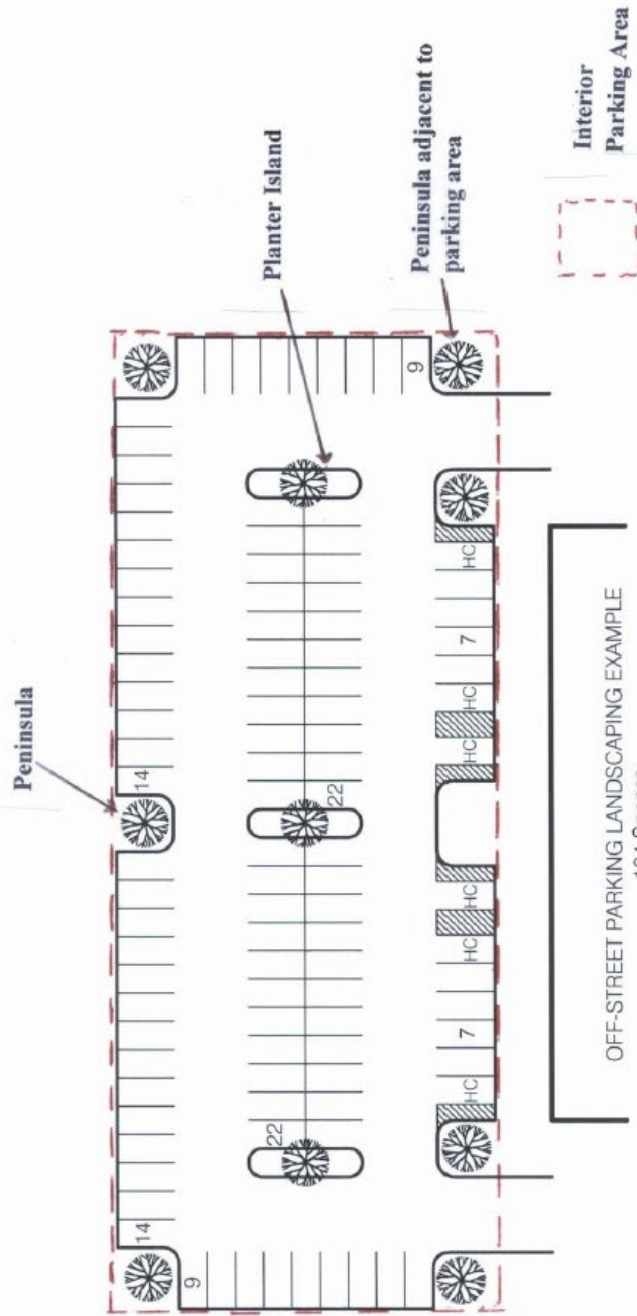 Peninsula
14
14
9
22
22
Planter Island
9
Peninsula adjacent to
parking area
HC
7
HC
HC
HC
HC
7
HC
Interior
Parking Area
OFF-STREET PARKING LANDSCAPING EXAMPLE